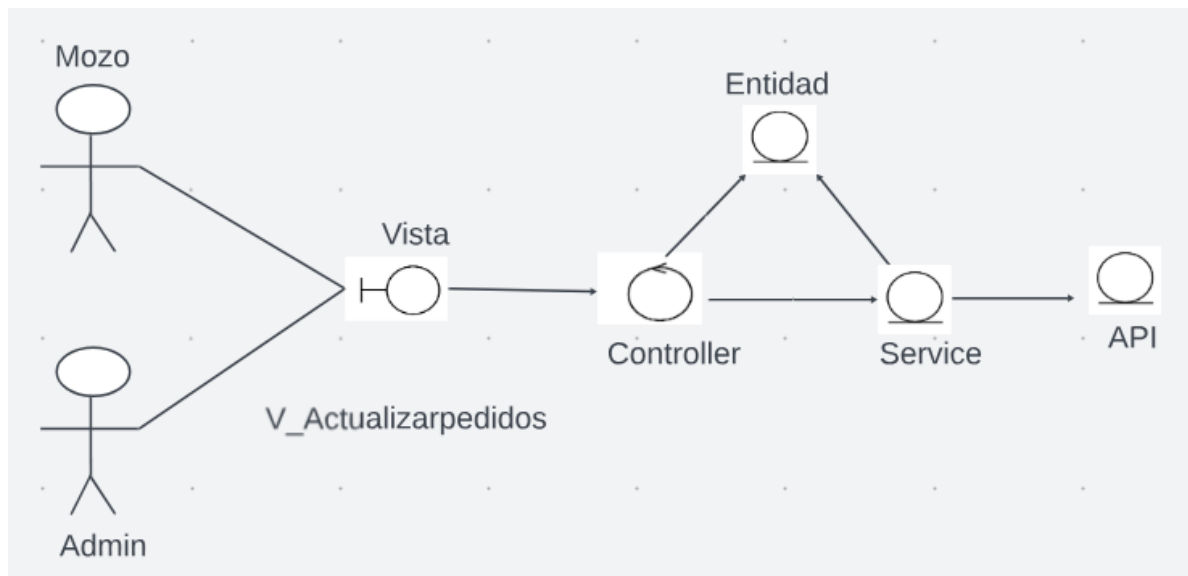 Mozo
Entidad
Vista
Controller
Service
API
V_Actualizarpedidos
Admin